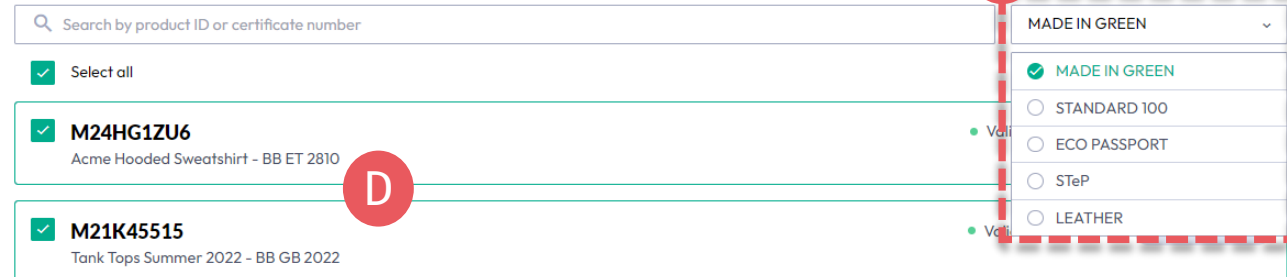 Search by product ID or certificate number
MADE IN GREEN
Select all
MADE IN GREEN
STANDARD 100
ECO PASSPORT
STeP
LEATHER
M24HG1ZU6
Acme Hooded Sweatshirt - BB ET 2810
D
M21K45515
Tank Tops Summer 2022 - BB GB 2022